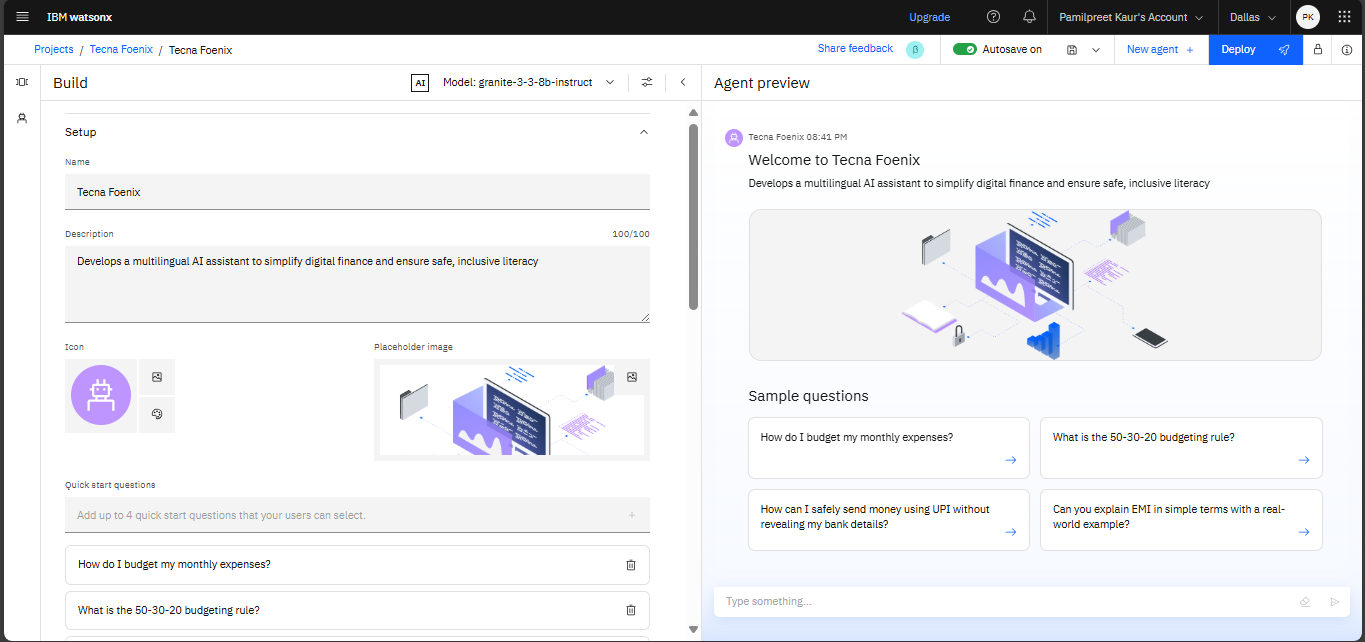 IBM watsonx
Upgrade
Pamilpreet Kaur's Account
Dallas
PK
Projects / Tecna Foenix / Tecna Foenix
Share feedback
β
Autosave on
New agent +
Deploy
Build
AI
Model: granite-3-3-8b-instruct
Agent preview
Setup
Name
Tecna Foenix
Description
100/100
Develops a multilingual AI assistant to simplify digital finance and ensure safe, inclusive literacy
Icon
Placeholder image
Quick start questions
Add up to 4 quick start questions that your users can select.
How do I budget my monthly expenses?
What is the 50-30-20 budgeting rule?
Tecna Foenix 08:41 PM
Welcome to Tecna Foenix
Develops a multilingual AI assistant to simplify digital finance and ensure safe, inclusive literacy
Sample questions
How do I budget my monthly expenses?
What is the 50-30-20 budgeting rule?
How can I safely send money using UPI without
revealing my bank details?
Can you explain EMI in simple terms with a real-
world example?
Type something...